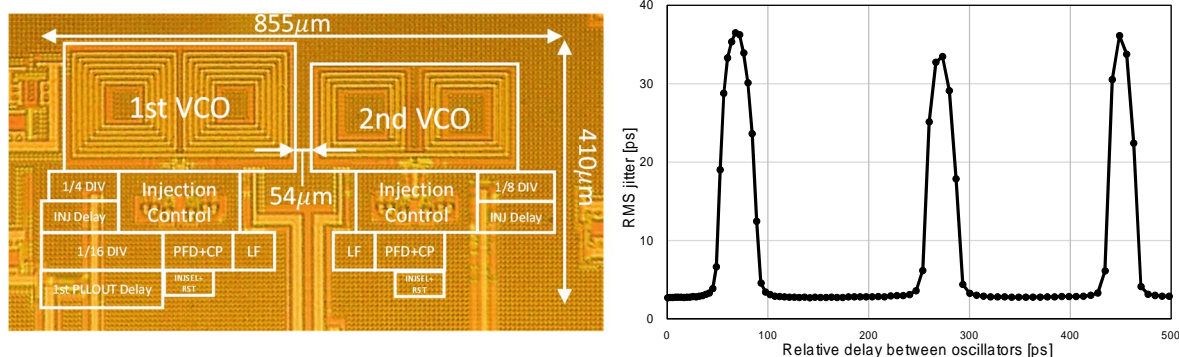 855μm
1st VCO
2nd VCO
410μm
54μm
1/4 DIV
Injection
Control
Injection
Control
1/8 DIV
INJ Delay
INJ Delay
1/16 DIV
PFD+CP
LF
LF
PFD+CP
1st PLLOUT Delay
INJSEL+
RST
INJSEL+
RST
RMS jitter [ps]
40
30
20
10
0
0
100
200
300
400
500
Relative delay between oscillators [ps]